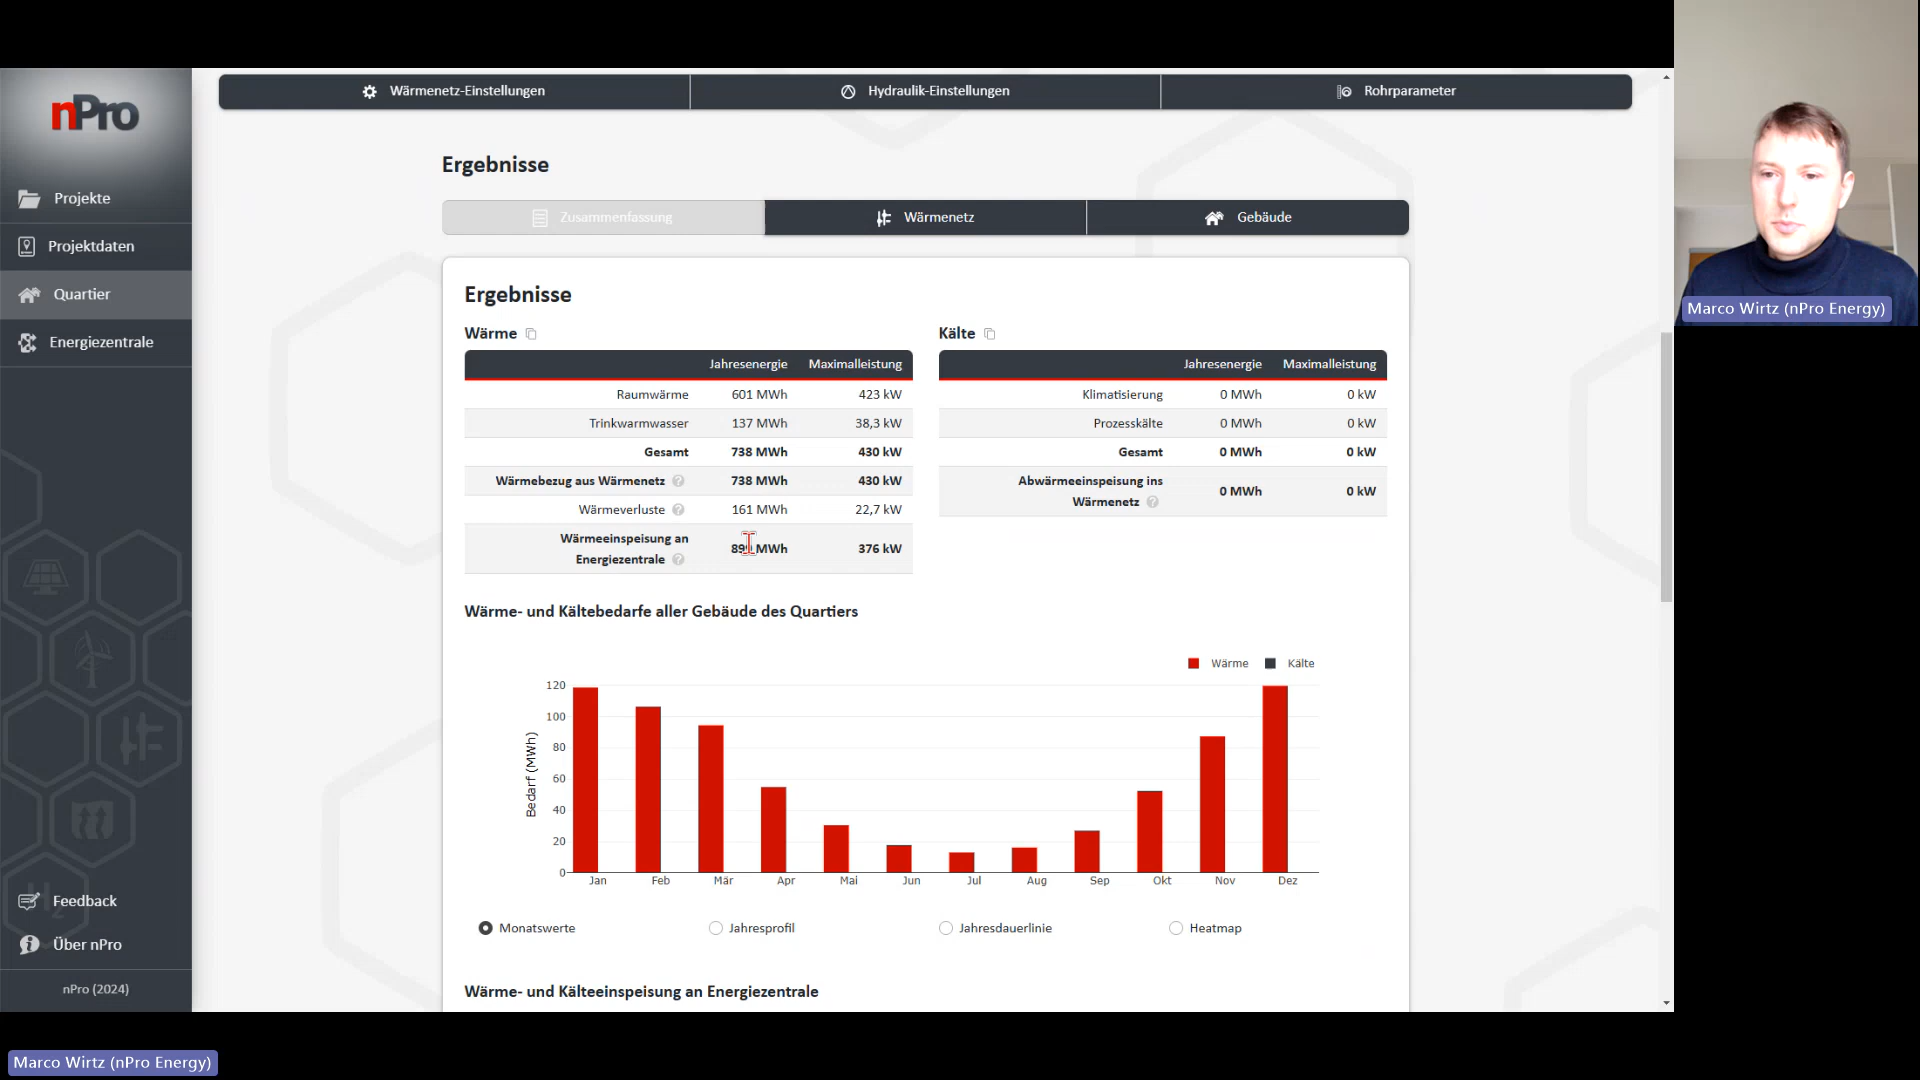 Wärmenetz-Einstellungen
Hydraulik-Einstellungen
Rohrparameter
nPro
Projekte
Projektdaten
Quartier
Energiezentrale
Ergebnisse
Zusammenfassung
Wärmenetz
Gebäude
Ergebnisse
Wärme
Jahresenergie Maximalleistung
Raumwärme 601 MWh 423 kW
Trinkwarmwasser 137 MWh 38,3 kW
Gesamt 738 MWh 430 kW
Wärmebezug aus Wärmenetz ? 738 MWh 430 kW
Wärmeverluste ? 161 MWh 22,7 kW
Wärmeeinspeisung an
Energiezentrale ? MWh 376 kW
Kälte
Jahresenergie Maximalleistung
Klimatisierung 0 MWh 0 kW
Prozesskälte 0 MWh 0 kW
Gesamt 0 MWh 0 kW
Abwärmeeinspeisung ins
Wärmenetz ? 0 MWh 0 kW
Wärme- und Kältebedarfe aller Gebäude des Quartiers
Wärme Kälte
Bedarf (MWh)
120
100
80
60
40
20
0
Jan Feb Mär Apr Mai Jun Jul Aug Sep Okt Nov Dez
Monatswerte Jahresprofil Jahresdauerlinie Heatmap
Wärme- und Kälteeinspeisung an Energiezentrale
Feedback
Über nPro
nPro (2024)
Marco Wirtz (nPro Energy)
Marco Wirtz (nPro Energy)